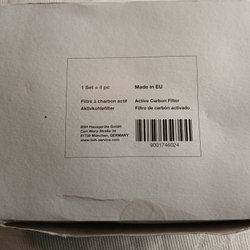 1 Set = 4 pc
Made in EU
Filtre à charbon actif
Aktivkohlefilter
Active Carbon Filter
Filtro de carbón activado
BSH Hausgeräte GmbH
Carl-Wery-Straße 34
81739 München, GERMANY
www.bsh-service.com
9001746024